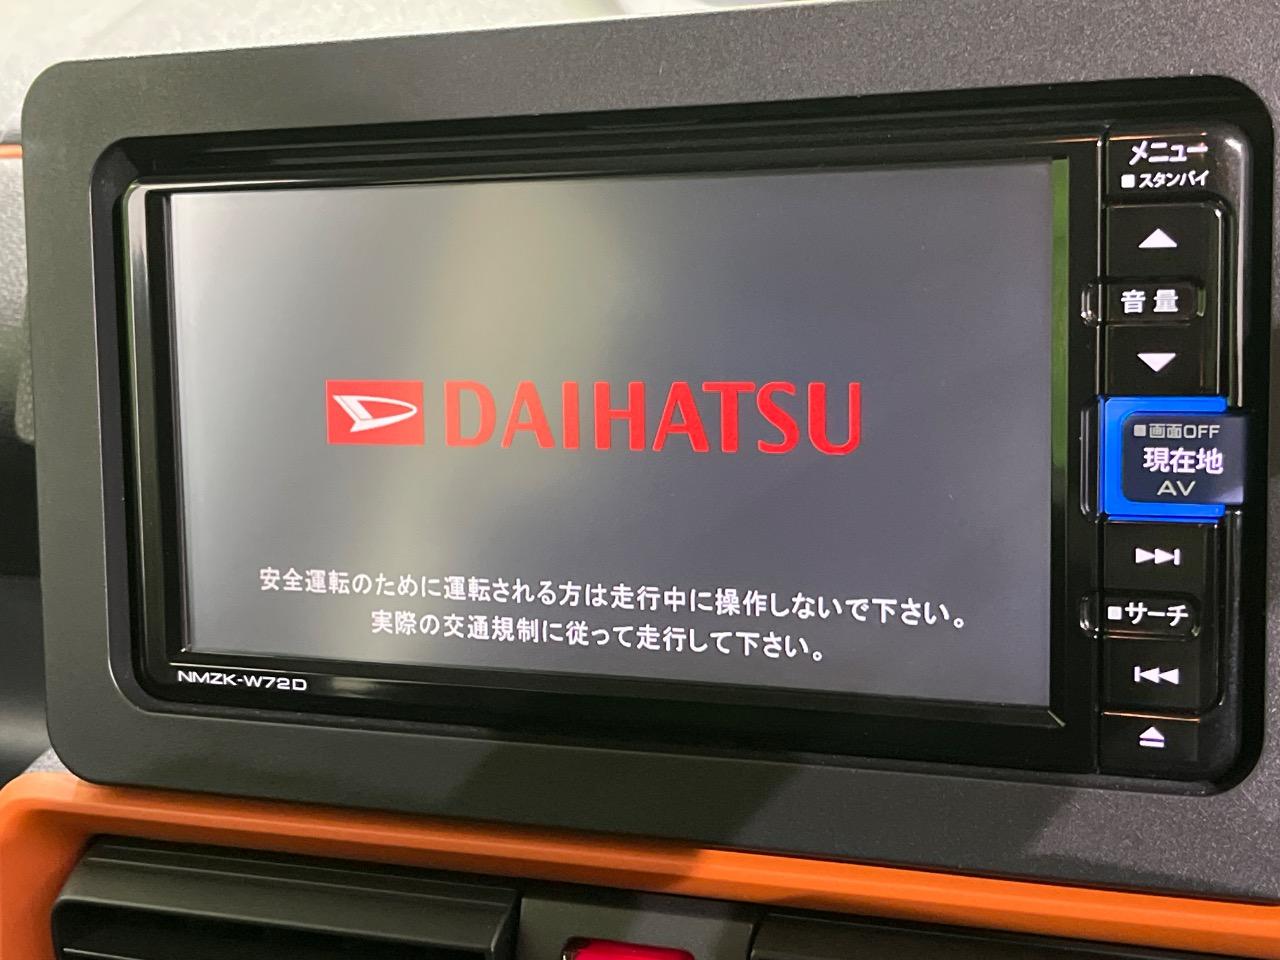 DAIHATSU
安全運転のために運転される方は走行中に操作しないで下さい。
実際の交通規制に従って走行して下さい。
NMZK-W72D
メニュー
スタンバイ
音量
画面OFF
現在地
AV
サーチ